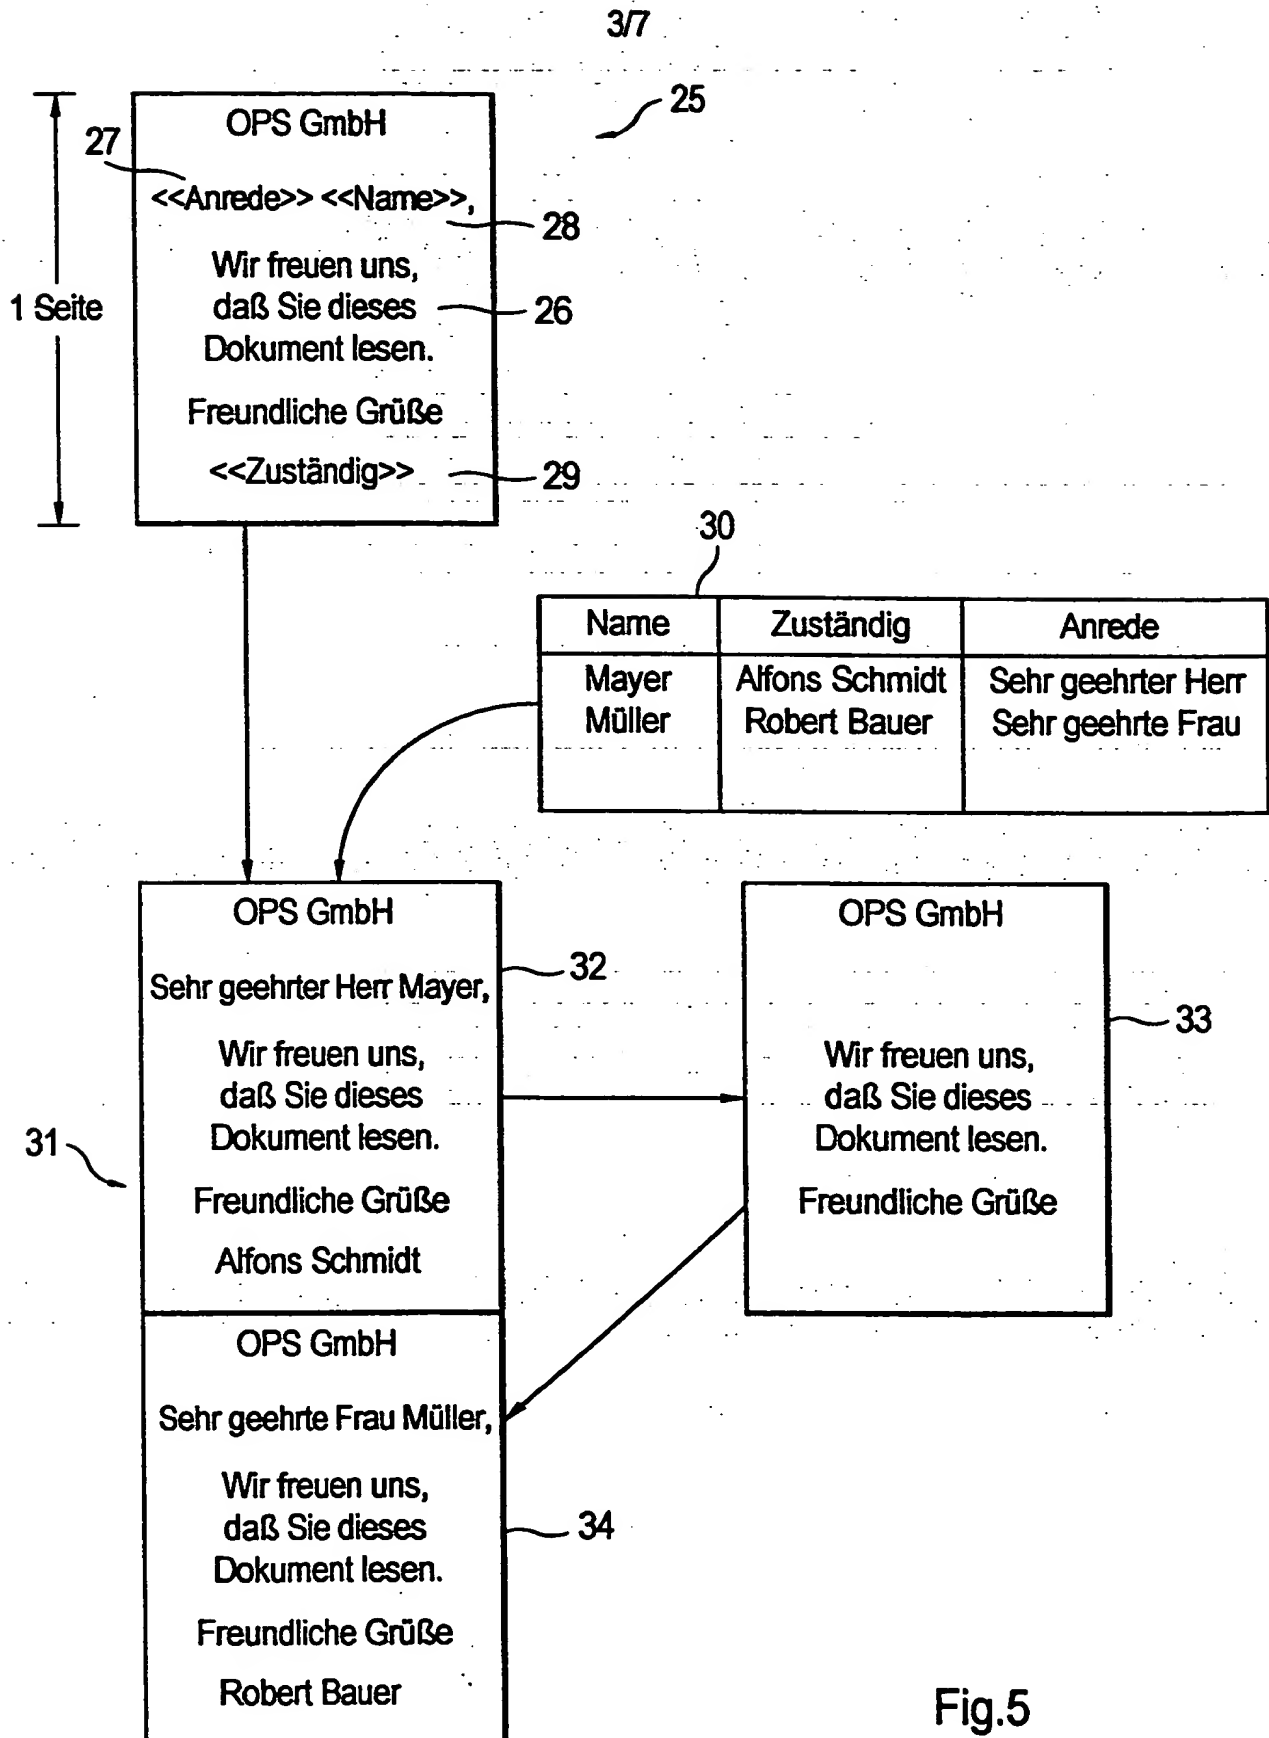 3/7
25
OPS GmbH
27
<<Anrede>> <<Name>>,
28
Wir freuen uns,
daß Sie dieses
Dokument lesen.
26
1 Seite
Freundliche Grüße
<<Zuständig>>
29
30
Name Zuständig Anrede
Mayer Alfons Schmidt Sehr geehrter Herr
Müller Robert Bauer Sehr geehrte Frau
OPS GmbH
32
Sehr geehrter Herr Mayer,
Wir freuen uns,
daß Sie dieses
Dokument lesen.
31
Freundliche Grüße
Alfons Schmidt
OPS GmbH
33
Wir freuen uns,
daß Sie dieses
Dokument lesen.
Freundliche Grüße
OPS GmbH
Sehr geehrte Frau Müller,
Wir freuen uns,
daß Sie dieses
Dokument lesen.
34
Freundliche Grüße
Robert Bauer
Fig.5